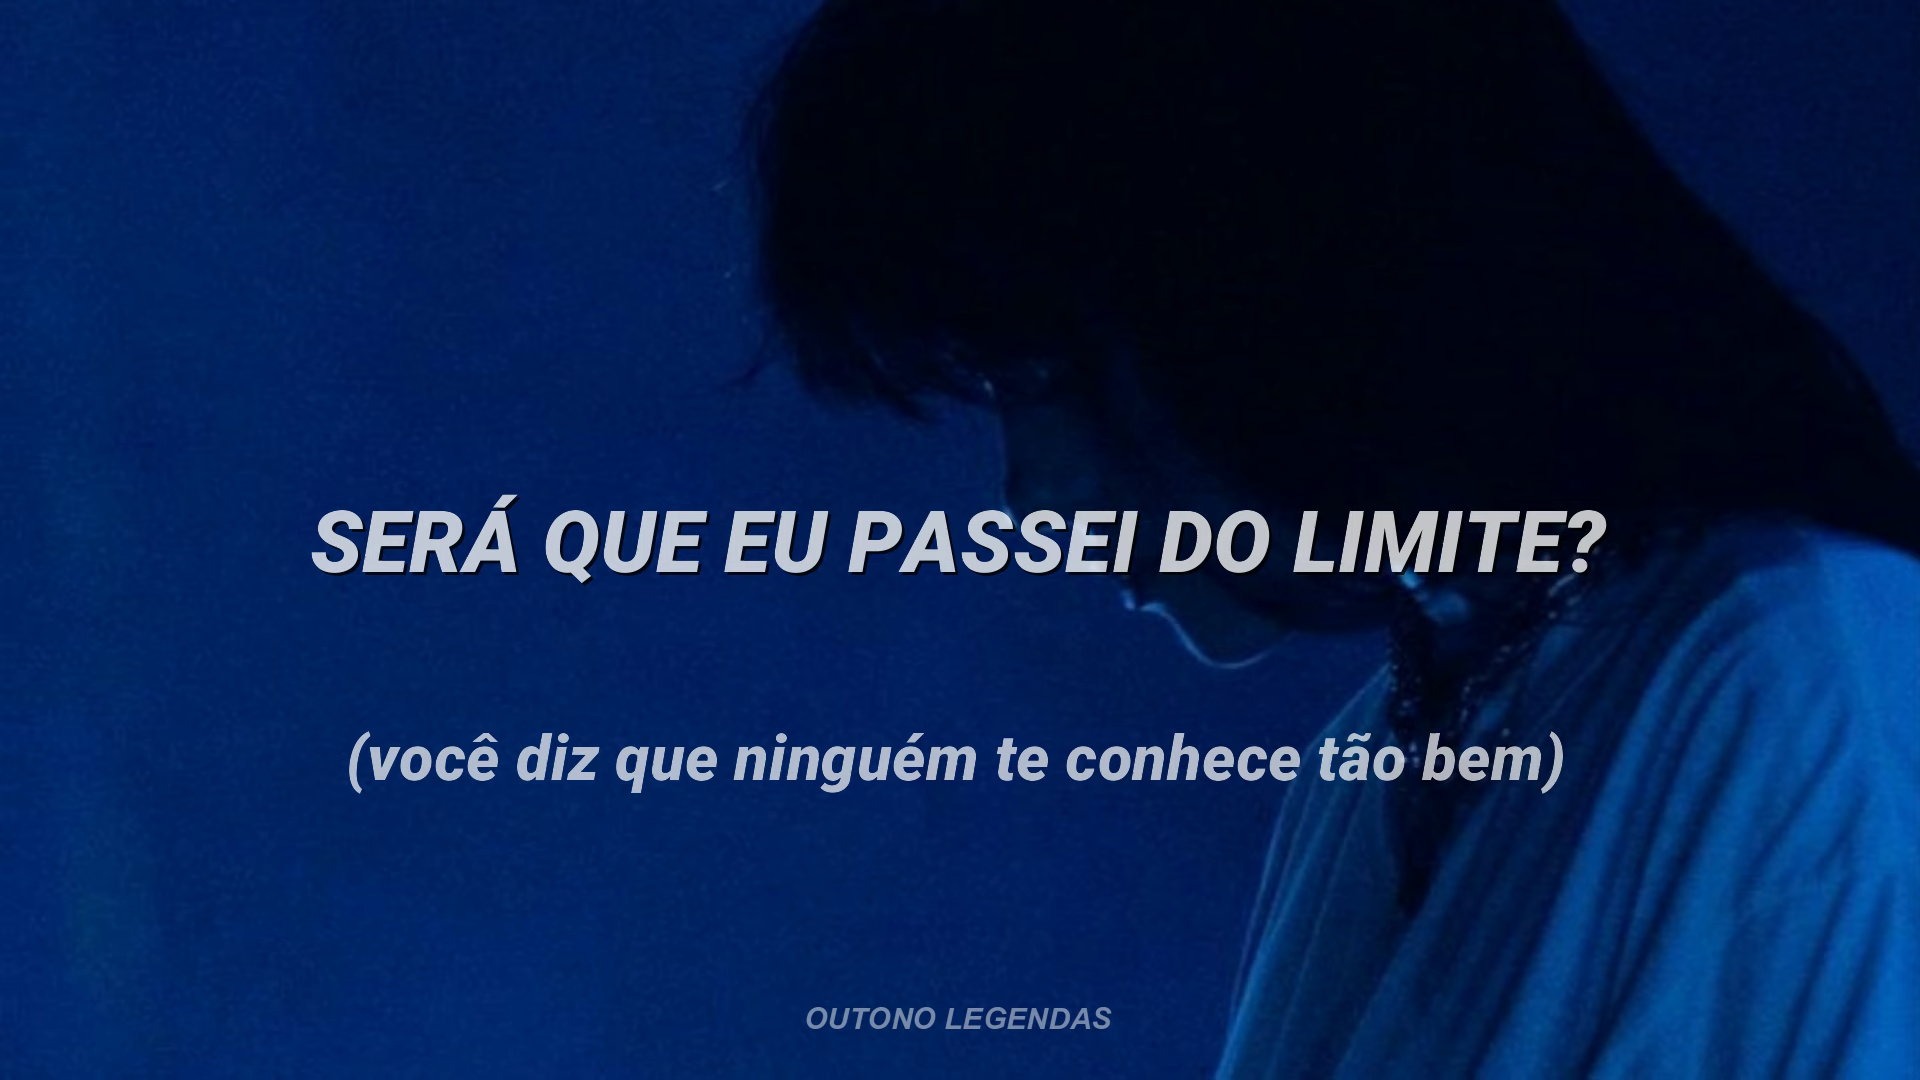 SERÁ QUE EU PASSEI DO LIMITE?
(você diz que ninguém te conhece tão bem)
OUTONO LEGENDAS